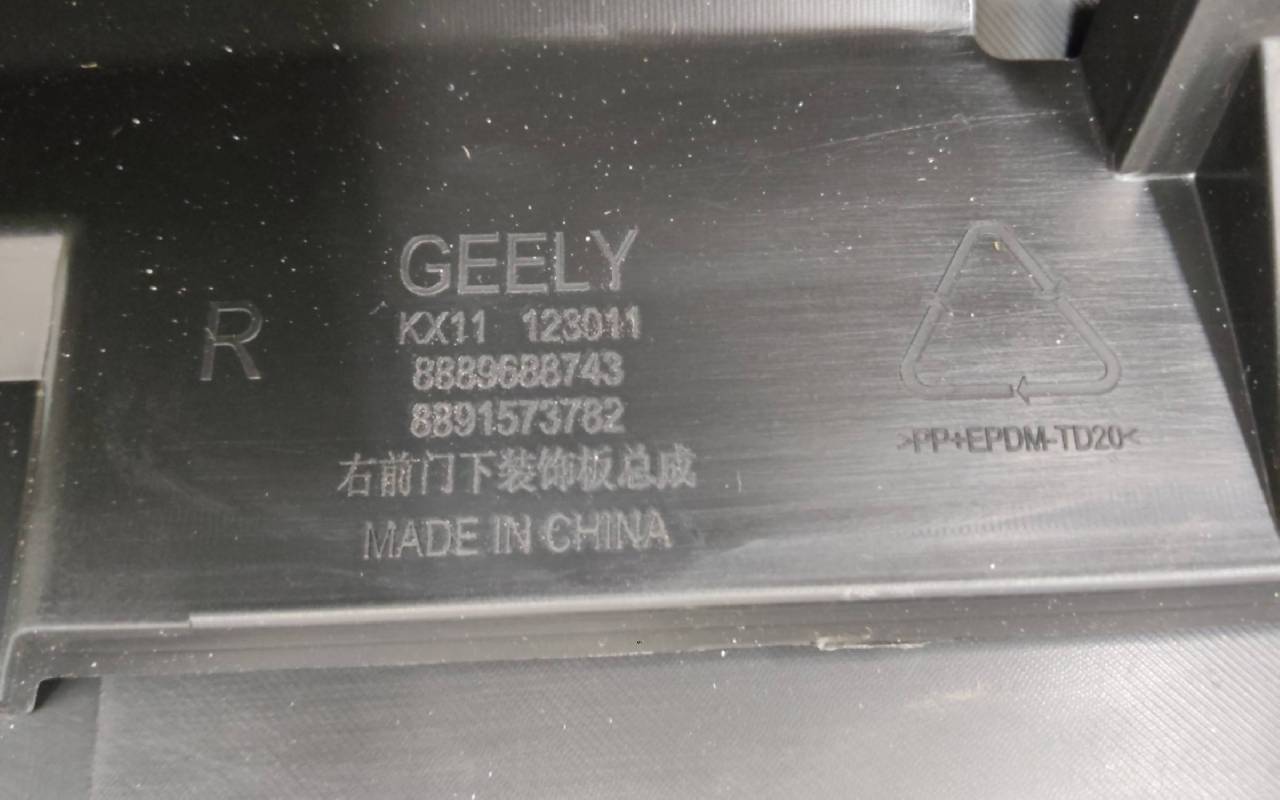 GEELY
R
KX11 123011
8889688743
8891573782
右前门下装饰板总成
MADE IN CHINA
>PP+EPDM-TD20<